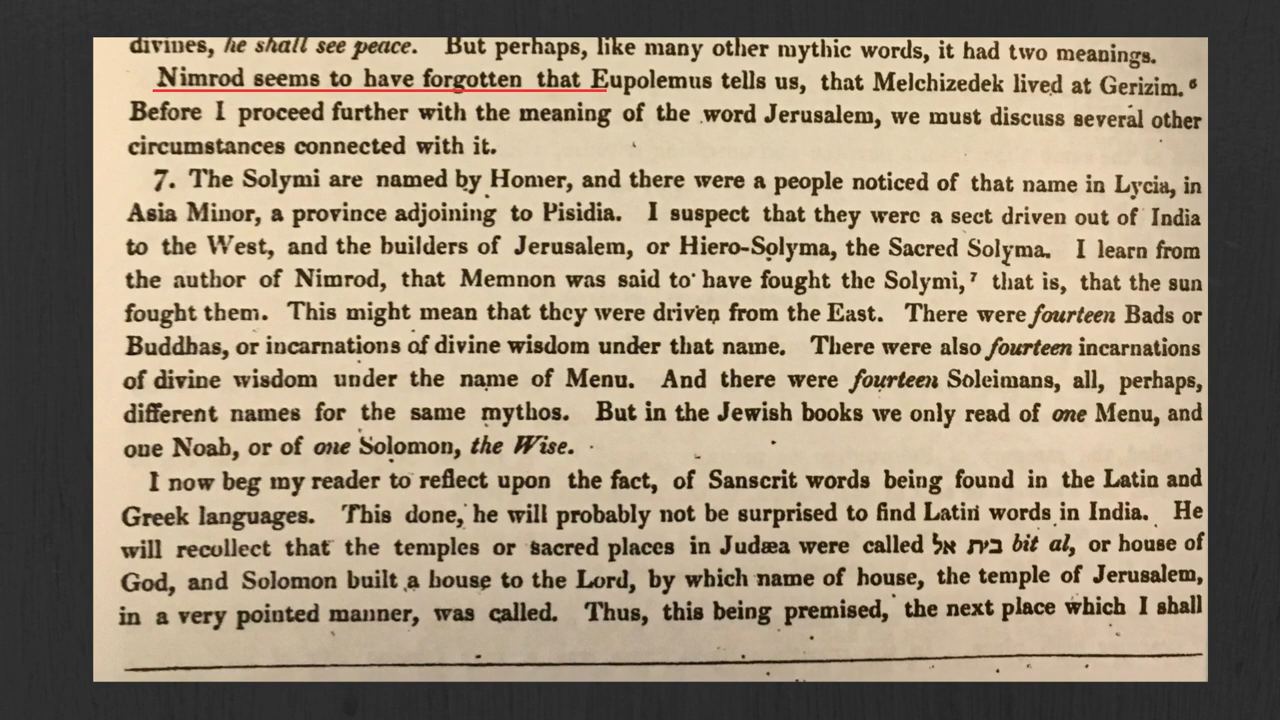 divines, he shall see peace. But perhaps, like many other mythic words, it had two meanings.
Nimrod seems to have forgotten that Eupolemus tells us, that Melchizedek lived at Gerizim. ⁶
Before I proceed further with the meaning of the word Jerusalem, we must discuss several other
circumstances connected with it.
7. The Solymi are named by Homer, and there were a people noticed of that name in Lycia, in
Asia Minor, a province adjoining to Pisidia. I suspect that they were a sect driven out of India
to the West, and the builders of Jerusalem, or Hiero-Solyma, the Sacred Solyma. I learn from
the author of Nimrod, that Memnon was said to have fought the Solymi, ⁷ that is, that the sun
fought them. This might mean that they were driven from the East. There were fourteen Bads or
Buddhas, or incarnations of divine wisdom under that name. There were also fourteen incarnations
of divine wisdom under the name of Menu. And there were fourteen Soleimans, all, perhaps,
different names for the same mythos. But in the Jewish books we only read of one Menu, and
one Noah, or of one Solomon, the Wise.
I now beg my reader to reflect upon the fact, of Sanscrit words being found in the Latin and
Greek languages. This done, he will probably not be surprised to find Latin words in India. He
will recollect that the temples or sacred places in Judæa were called בית אל bit al, or house of
God, and Solomon built a house to the Lord, by which name of house, the temple of Jerusalem,
in a very pointed manner, was called. Thus, this being premised, the next place which I shall